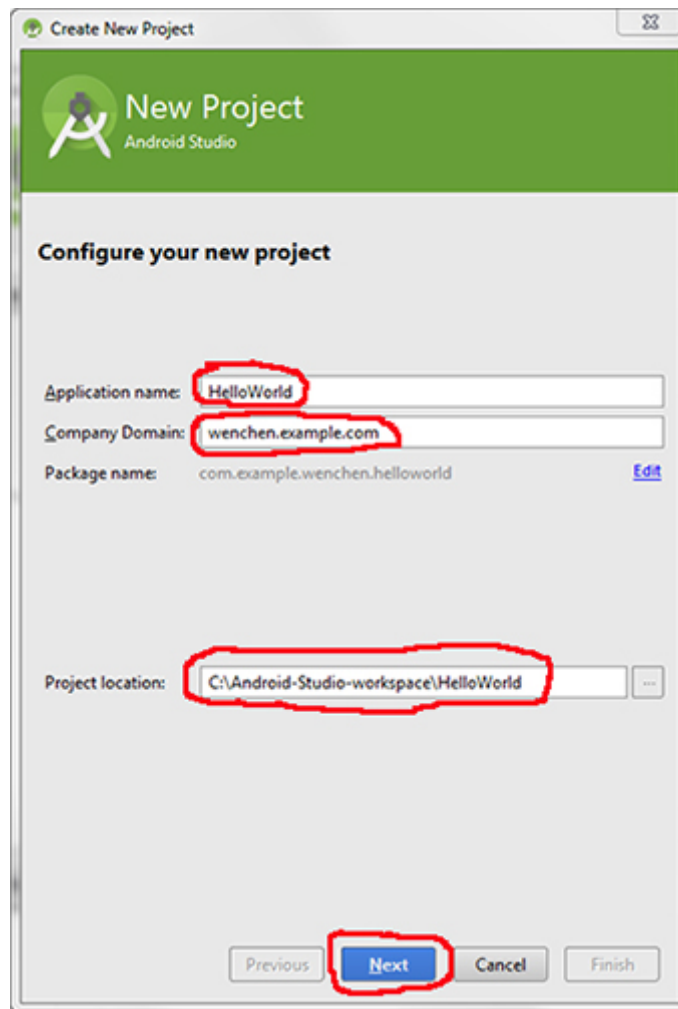 Create New Project
New Project
Android Studio
Configure your new project
Application name: HelloWorld
Company Domain: wenchen.example.com
Package name: com.example.wenchen.helloworld Edit
Project location: C:\Android-Studio-workspace\HelloWorld ...
Previous Next Cancel Finish